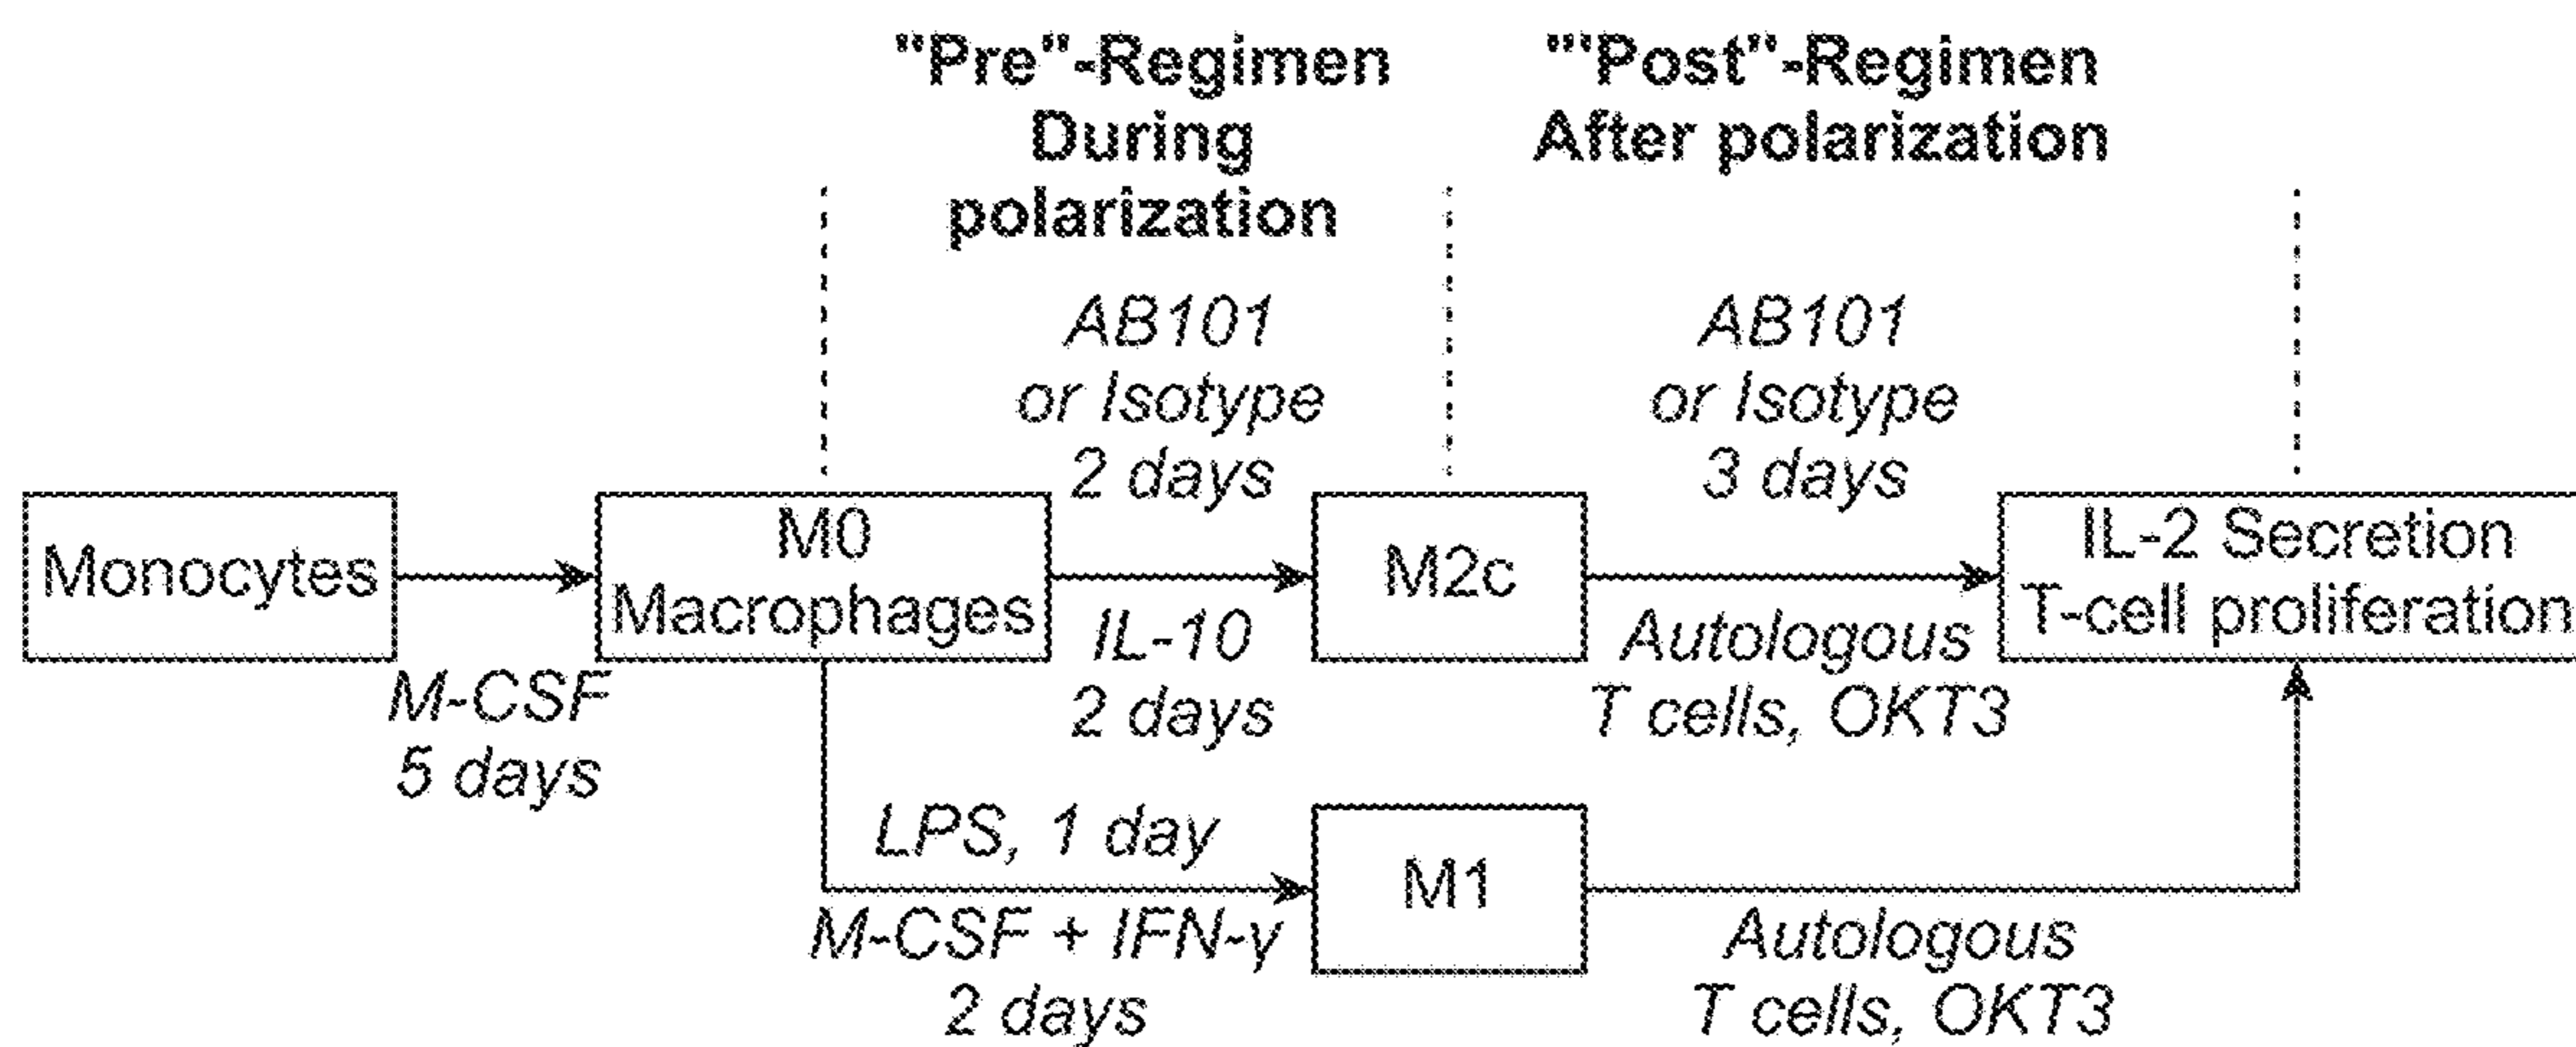 "Pre"-Regimen
During
polarization
"'Post"-Regimen
After polarization
AB101
or Isotype
2 days
AB101
or Isotype
3 days
Monocytes
M-CSF
5 days
M0
Macrophages
IL-10
2 days
M2c
Autologous
T cells, OKT3
IL-2 Secretion
T-cell proliferation
LPS, 1 day
M-CSF + IFN-γ
2 days
M1
Autologous
T cells, OKT3